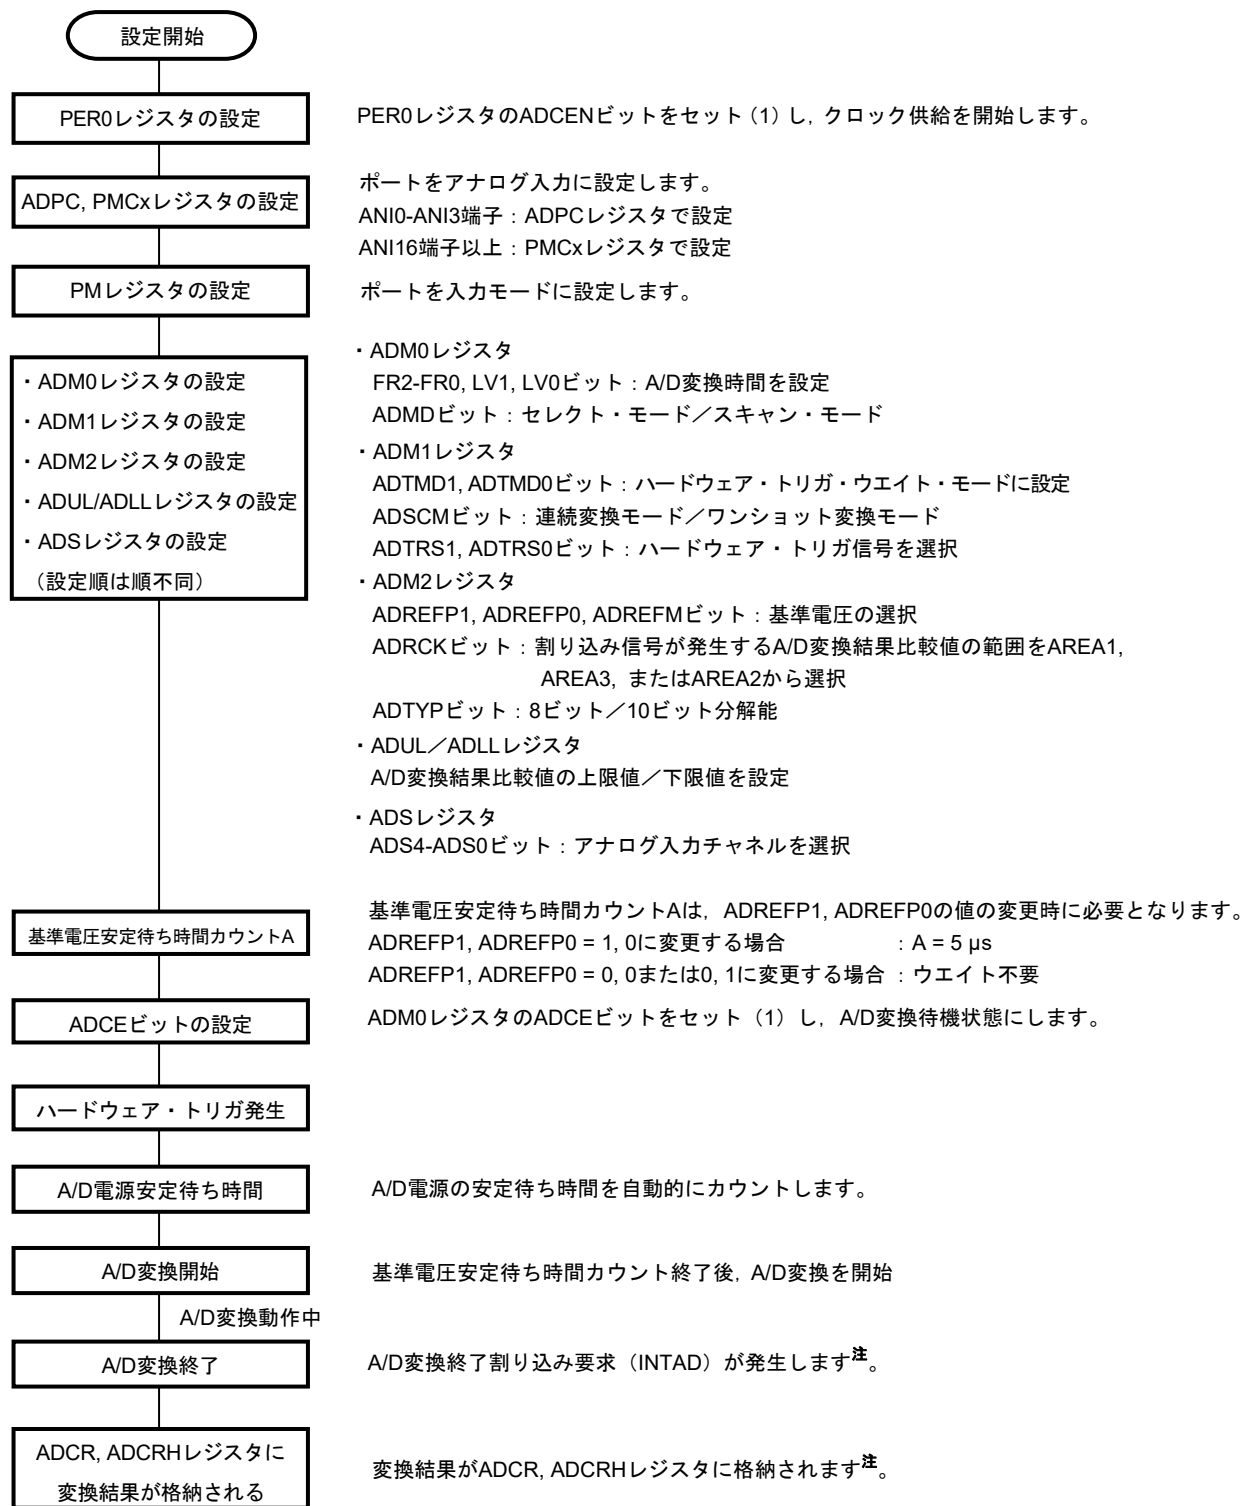 設定開始
PER0レジスタの設定
PER0レジスタのADCENビットをセット（1）し，クロック供給を開始します。
ADPC, PMCxレジスタの設定
ポートをアナログ入力に設定します。
ANI0-ANI3端子：ADPCレジスタで設定
ANI16端子以上：PMCxレジスタで設定
PMレジスタの設定
ポートを入力モードに設定します。
・ADM0レジスタの設定
・ADM1レジスタの設定
・ADM2レジスタの設定
・ADUL/ADLLレジスタの設定
・ADSレジスタの設定
（設定順は順不同）
・ADM0レジスタ
FR2-FR0, LV1, LV0ビット：A/D変換時間を設定
ADMDビット：セレクト・モード／スキャン・モード
・ADM1レジスタ
ADTMD1, ADTMD0ビット：ハードウェア・トリガ・ウエイト・モードに設定
ADSCMビット：連続変換モード／ワンショット変換モード
ADTRS1, ADTRS0ビット：ハードウェア・トリガ信号を選択
・ADM2レジスタ
ADREFP1, ADREFP0, ADREFMビット：基準電圧の選択
ADRCKビット：割り込み信号が発生するA/D変換結果比較値の範囲をAREA1,
AREA3, またはAREA2から選択
ADTYPビット：8ビット／10ビット分解能
・ADUL／ADLLレジスタ
A/D変換結果比較値の上限値／下限値を設定
・ADSレジスタ
ADS4-ADS0ビット：アナログ入力チャネルを選択
基準電圧安定待ち時間カウントA
基準電圧安定待ち時間カウントAは，ADREFP1, ADREFP0の値の変更時に必要となります。
ADREFP1, ADREFP0 = 1, 0に変更する場合 ：A = 5 μs
ADREFP1, ADREFP0 = 0, 0または0, 1に変更する場合 ：ウエイト不要
ADCEビットの設定
ADM0レジスタのADCEビットをセット（1）し，A/D変換待機状態にします。
ハードウェア・トリガ発生
A/D電源安定待ち時間
A/D電源の安定待ち時間を自動的にカウントします。
A/D変換開始
基準電圧安定待ち時間カウント終了後，A/D変換を開始
A/D変換動作中
A/D変換終了
A/D変換終了割り込み要求（INTAD）が発生します注。
ADCR, ADCRHレジスタに
変換結果が格納される
変換結果がADCR, ADCRHレジスタに格納されます注。